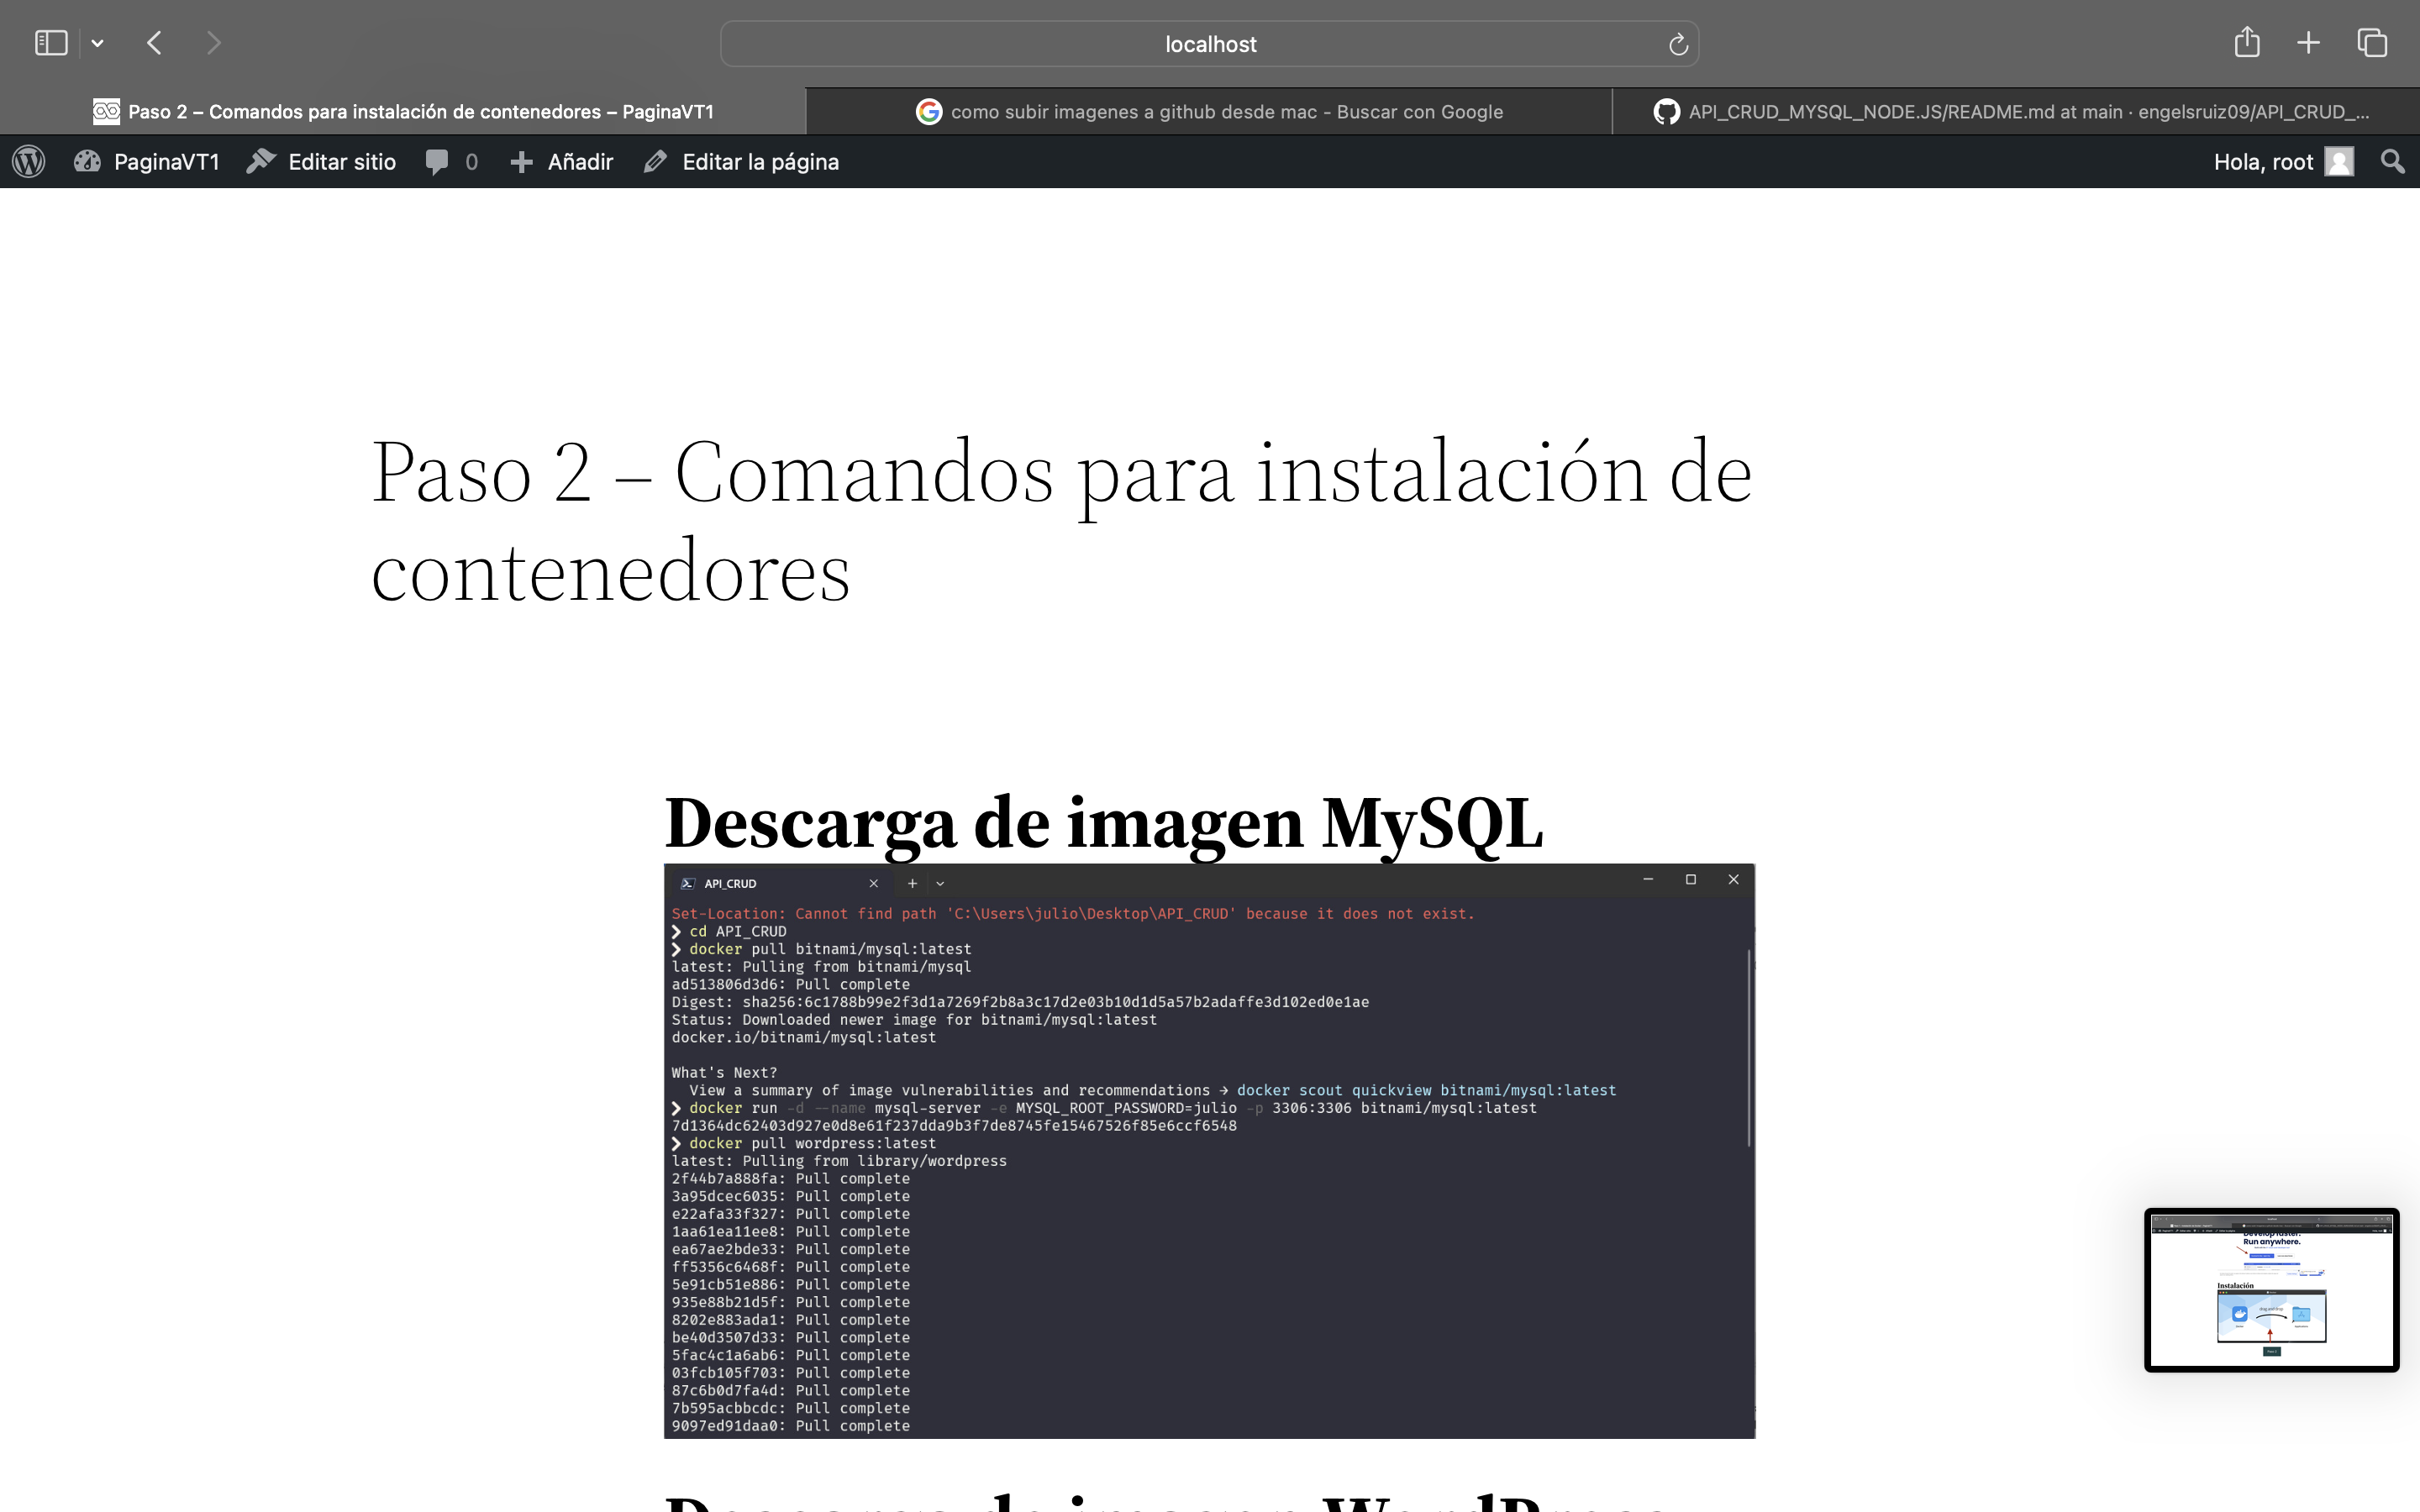 localhost
Paso 2 – Comandos para instalación de contenedores – PaginaVT1
como subir imagenes a github desde mac - Buscar con Google
API_CRUD_MYSQL_NODE.JS/README.md at main · engelsruiz09/API_CRUD_...
PaginaVT1 Editar sitio 0 Añadir Editar la página Hola, root
Paso 2 – Comandos para instalación de
contenedores
Descarga de imagen MySQL
API_CRUD
Set-Location: Cannot find path 'C:\Users\julio\Desktop\API_CRUD' because it does not exist.
❯ cd API_CRUD
❯ docker pull bitnami/mysql:latest
latest: Pulling from bitnami/mysql
ad513806d3d6: Pull complete
Digest: sha256:6c1788b99e2f3d1a7269f2b8a3c17d2e03b10d1d5a57b2adaffe3d102ed0e1ae
Status: Downloaded newer image for bitnami/mysql:latest
docker.io/bitnami/mysql:latest
What's Next?
View a summary of image vulnerabilities and recommendations → docker scout quickview bitnami/mysql:latest
❯ docker run -d --name mysql-server -e MYSQL_ROOT_PASSWORD=julio -p 3306:3306 bitnami/mysql:latest
7d1364dc62403d927e0d8e61f237dda9b3f7de8745fe15467526f85e6ccf6548
❯ docker pull wordpress:latest
latest: Pulling from library/wordpress
2f44b7a888fa: Pull complete
3a95dcec6035: Pull complete
e22afa33f327: Pull complete
1aa61ea11ee8: Pull complete
ea67ae2bde33: Pull complete
ff5356c6468f: Pull complete
5e91cb51e886: Pull complete
935e88b21d5f: Pull complete
8202e883ada1: Pull complete
be40d3507d33: Pull complete
5fac4c1a6ab6: Pull complete
03fcb105f703: Pull complete
87c6b0d7fa4d: Pull complete
7b595acbbcdc: Pull complete
9097ed91daa0: Pull complete
Develop faster.
Run anywhere.
Instalación
Descarga de imagen WordPress